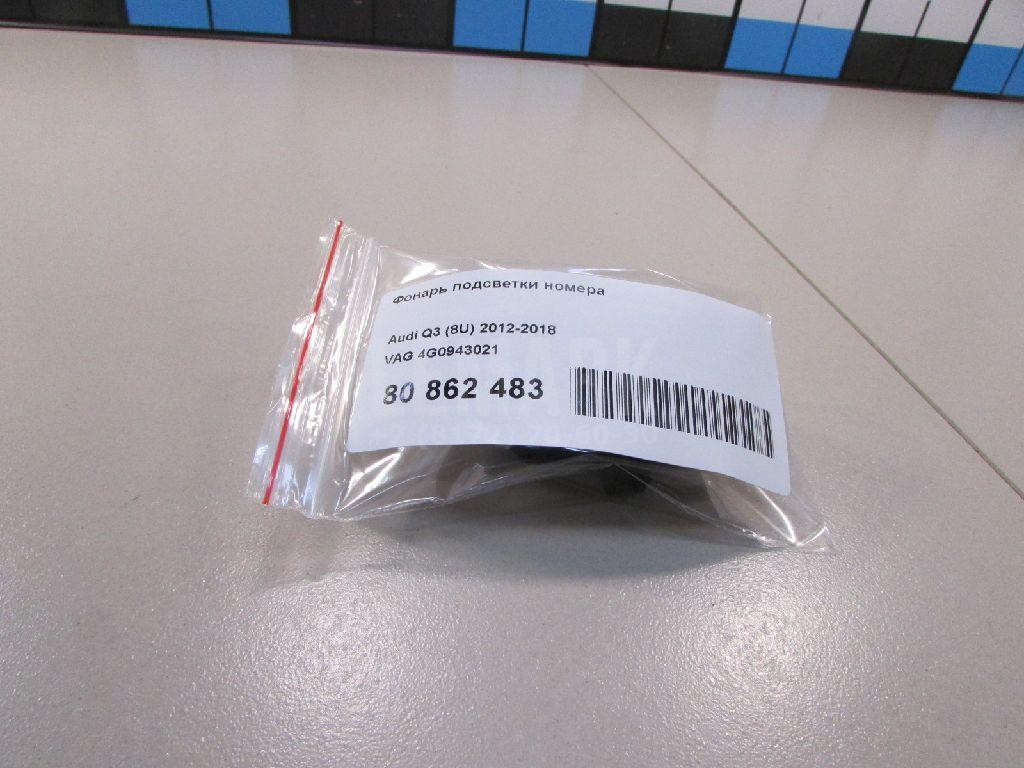 Фонарь подсветки номера
Audi Q3 (8U) 2012-2018
VAG 4G0943021
80 862 483